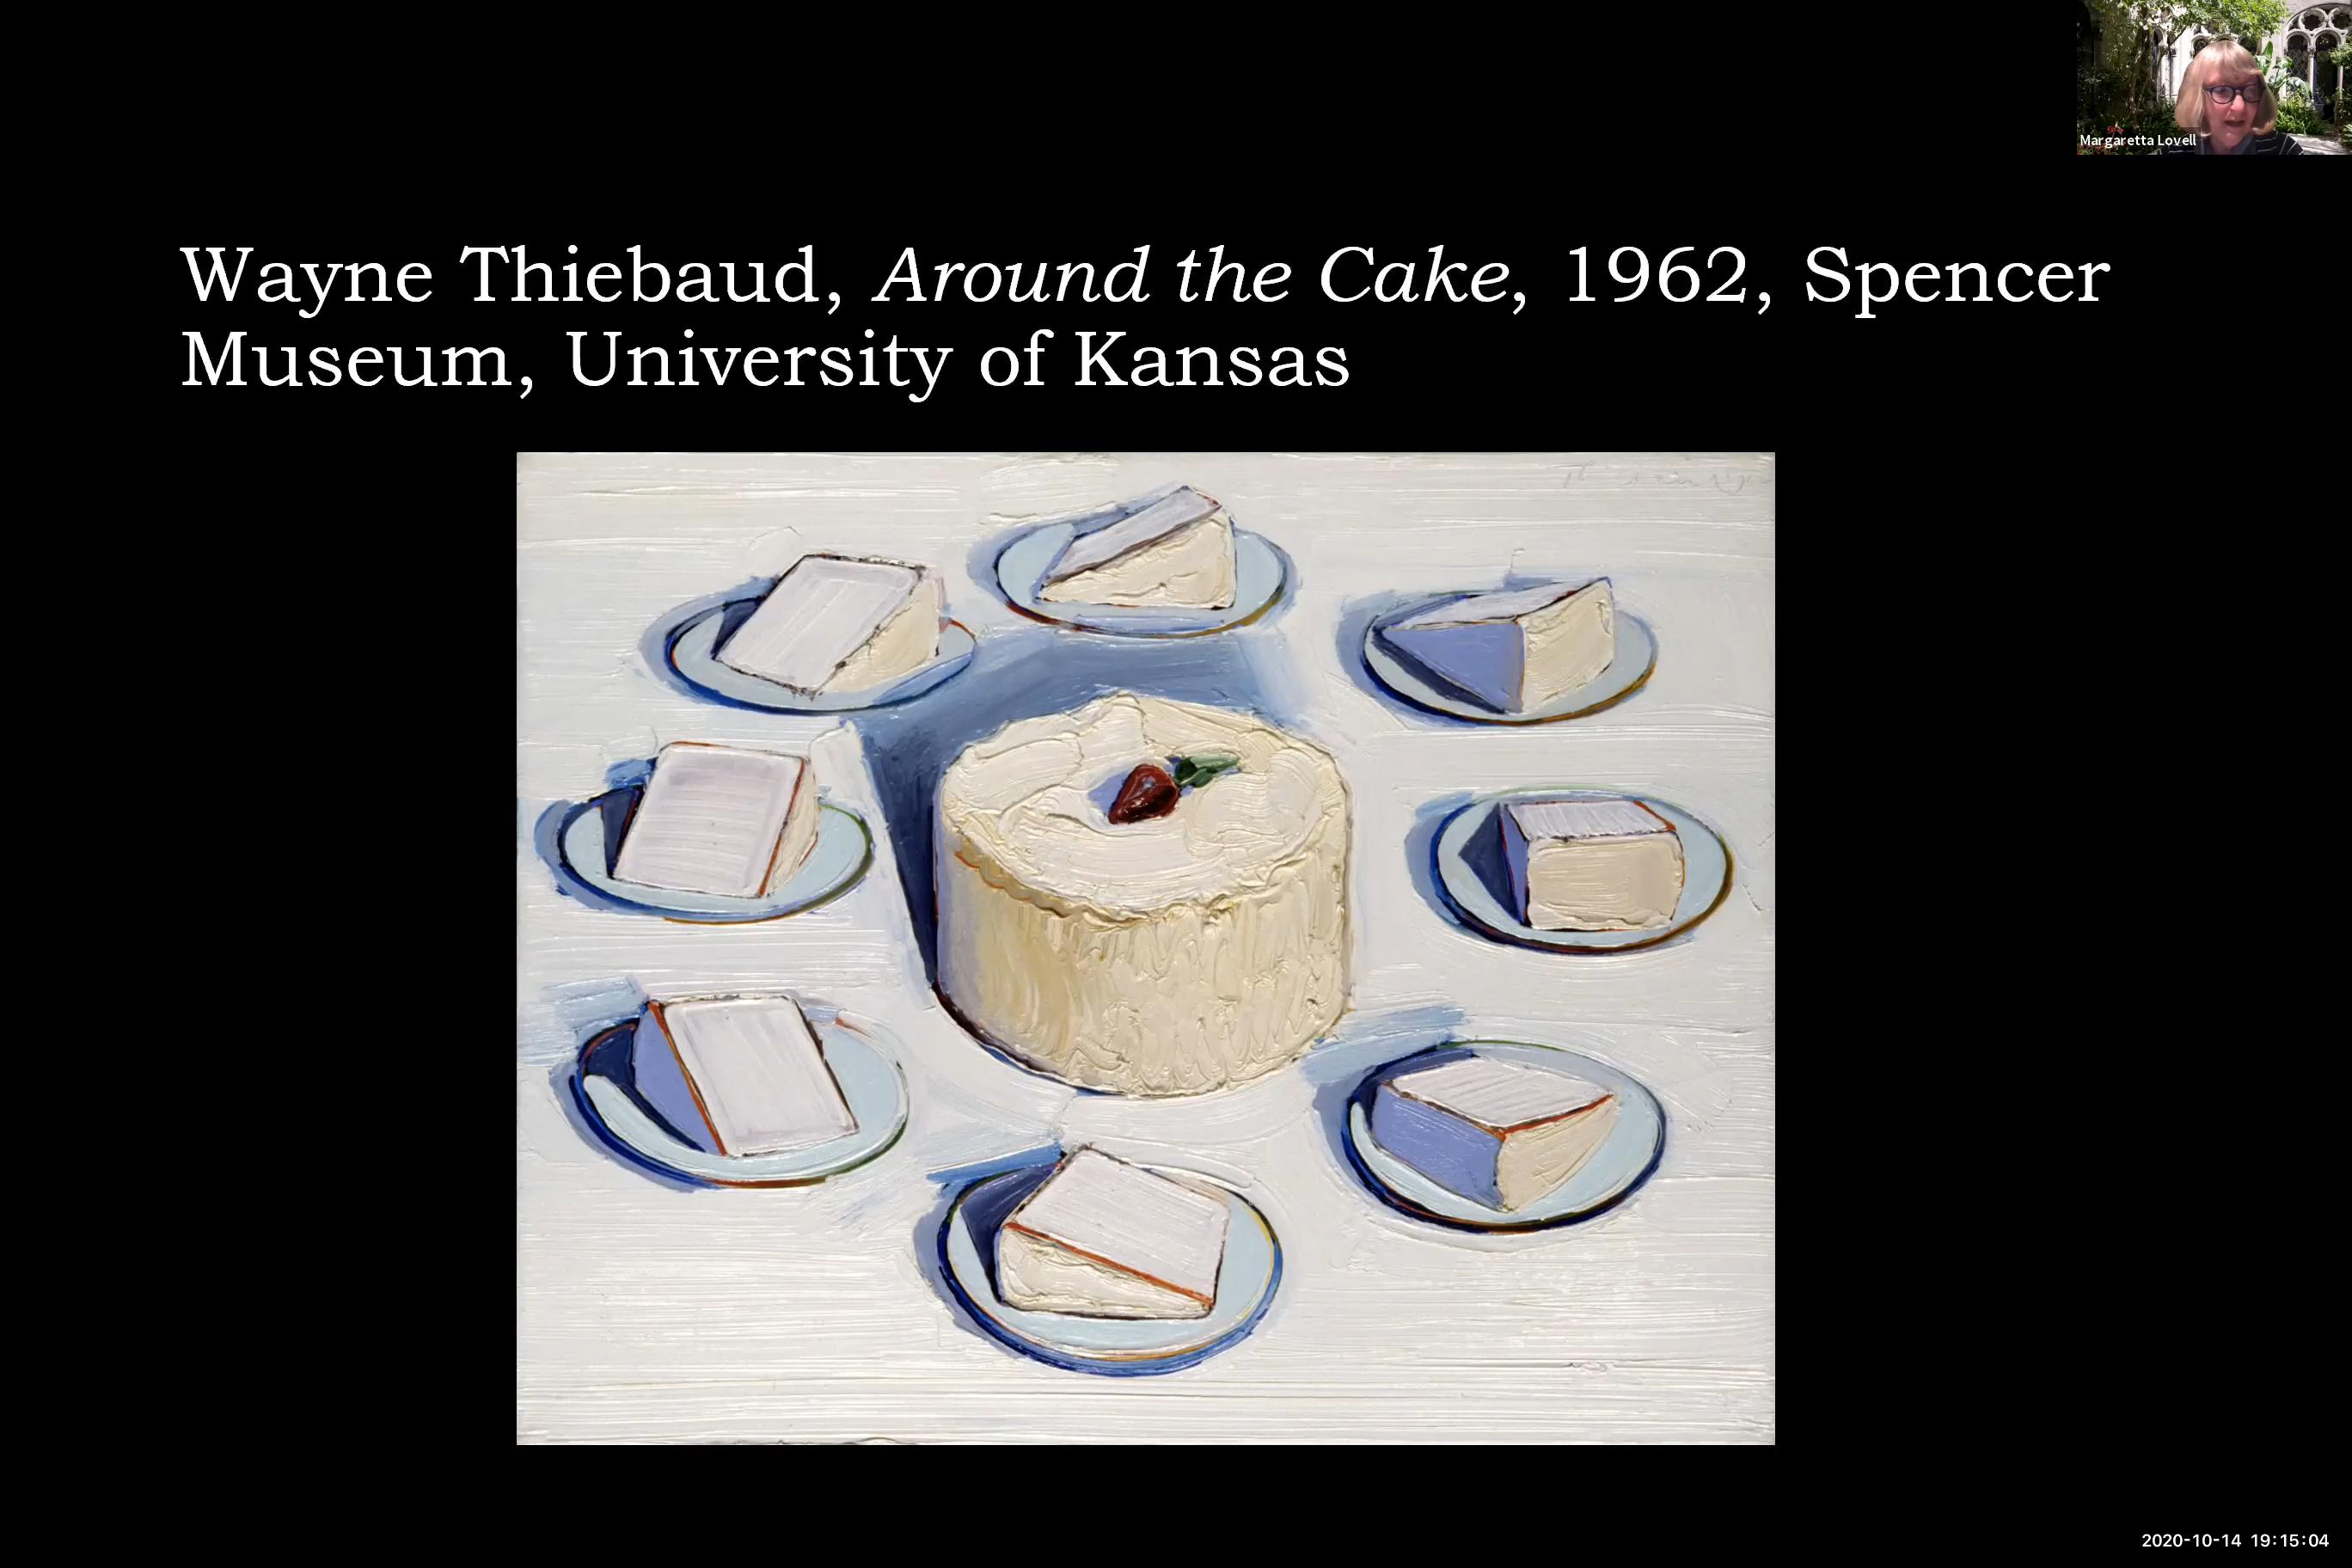 Margaretta Lovell
Wayne Thiebaud, Around the Cake, 1962, Spencer
Museum, University of Kansas
2020-10-14 19:15:04